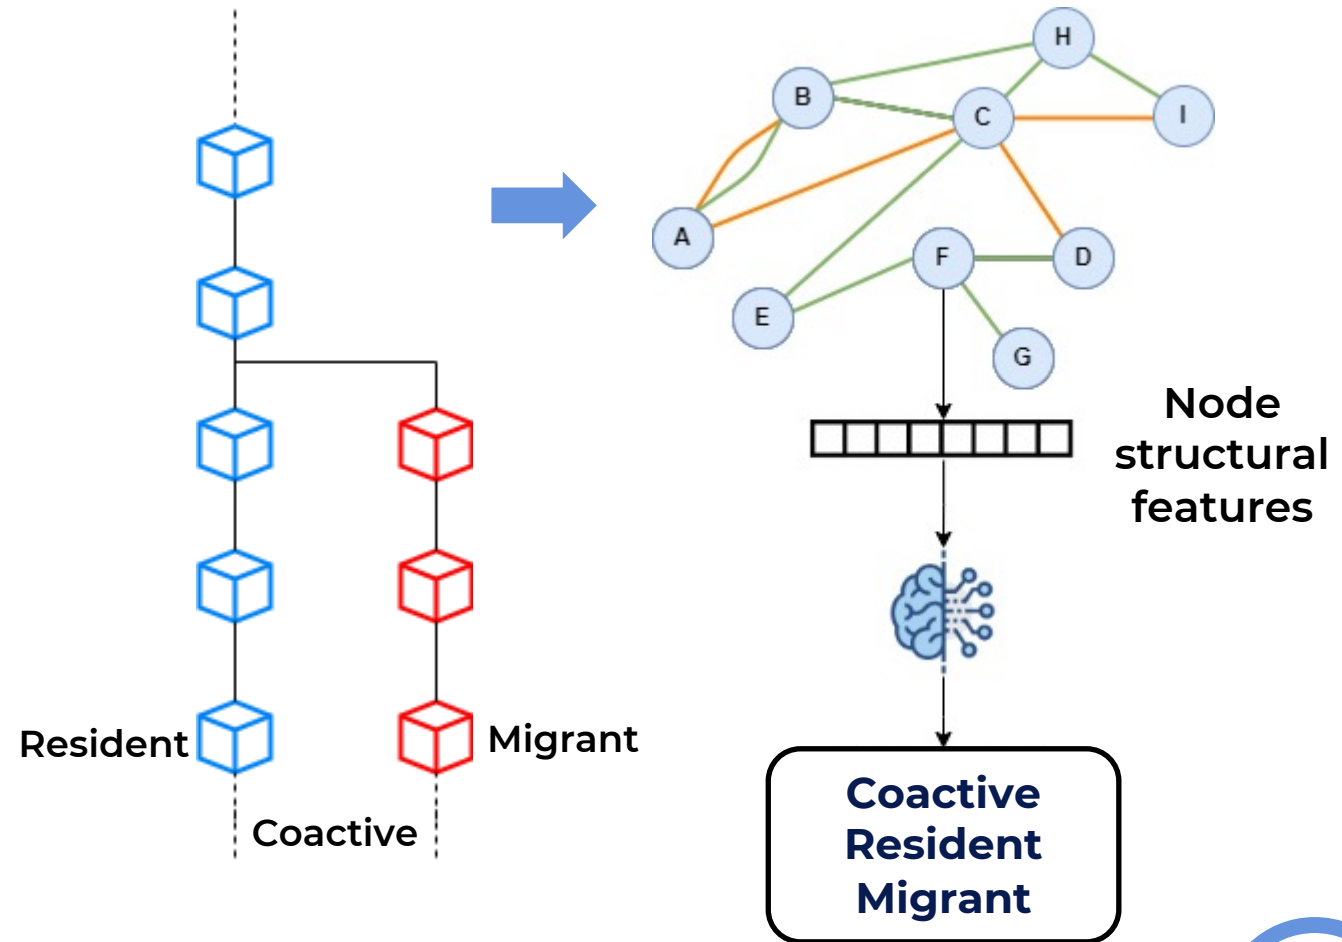 H
B
C
I
A
F
D
E
G
Node
structural
features
Resident
Migrant
Coactive
Coactive
Resident
Migrant